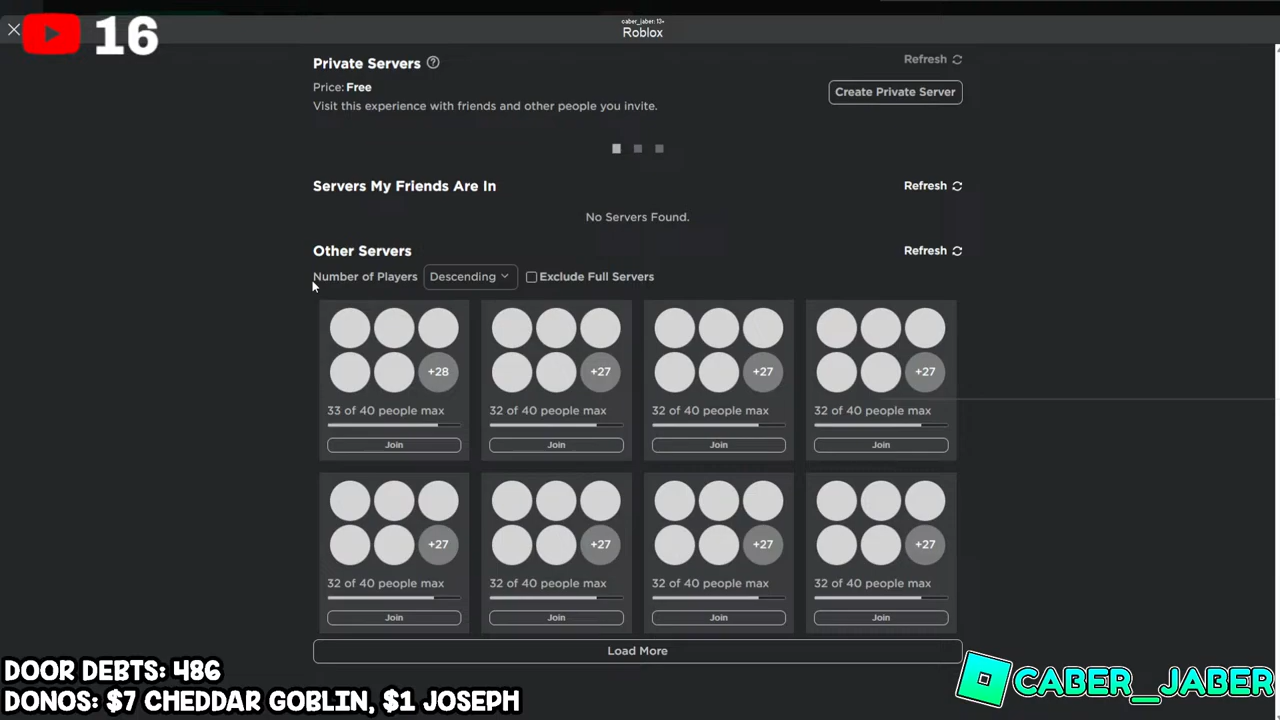 caber_jaber: 13+
Roblox
16
Private Servers
Refresh
Price: Free
Create Private Server
Visit this experience with friends and other people you invite.
Servers My Friends Are In
Refresh
No Servers Found.
Other Servers
Refresh
Number of Players
Descending
Exclude Full Servers
+28
+27
+27
+27
33 of 40 people max
32 of 40 people max
32 of 40 people max
32 of 40 people max
Join
Join
Join
Join
+27
+27
+27
+27
32 of 40 people max
32 of 40 people max
32 of 40 people max
32 of 40 people max
Join
Join
Join
Join
Load More
DOOR DEBTS: 486
DONOS: $7 CHEDDAR GOBLIN, $1 JOSEPH
CABER_JABER